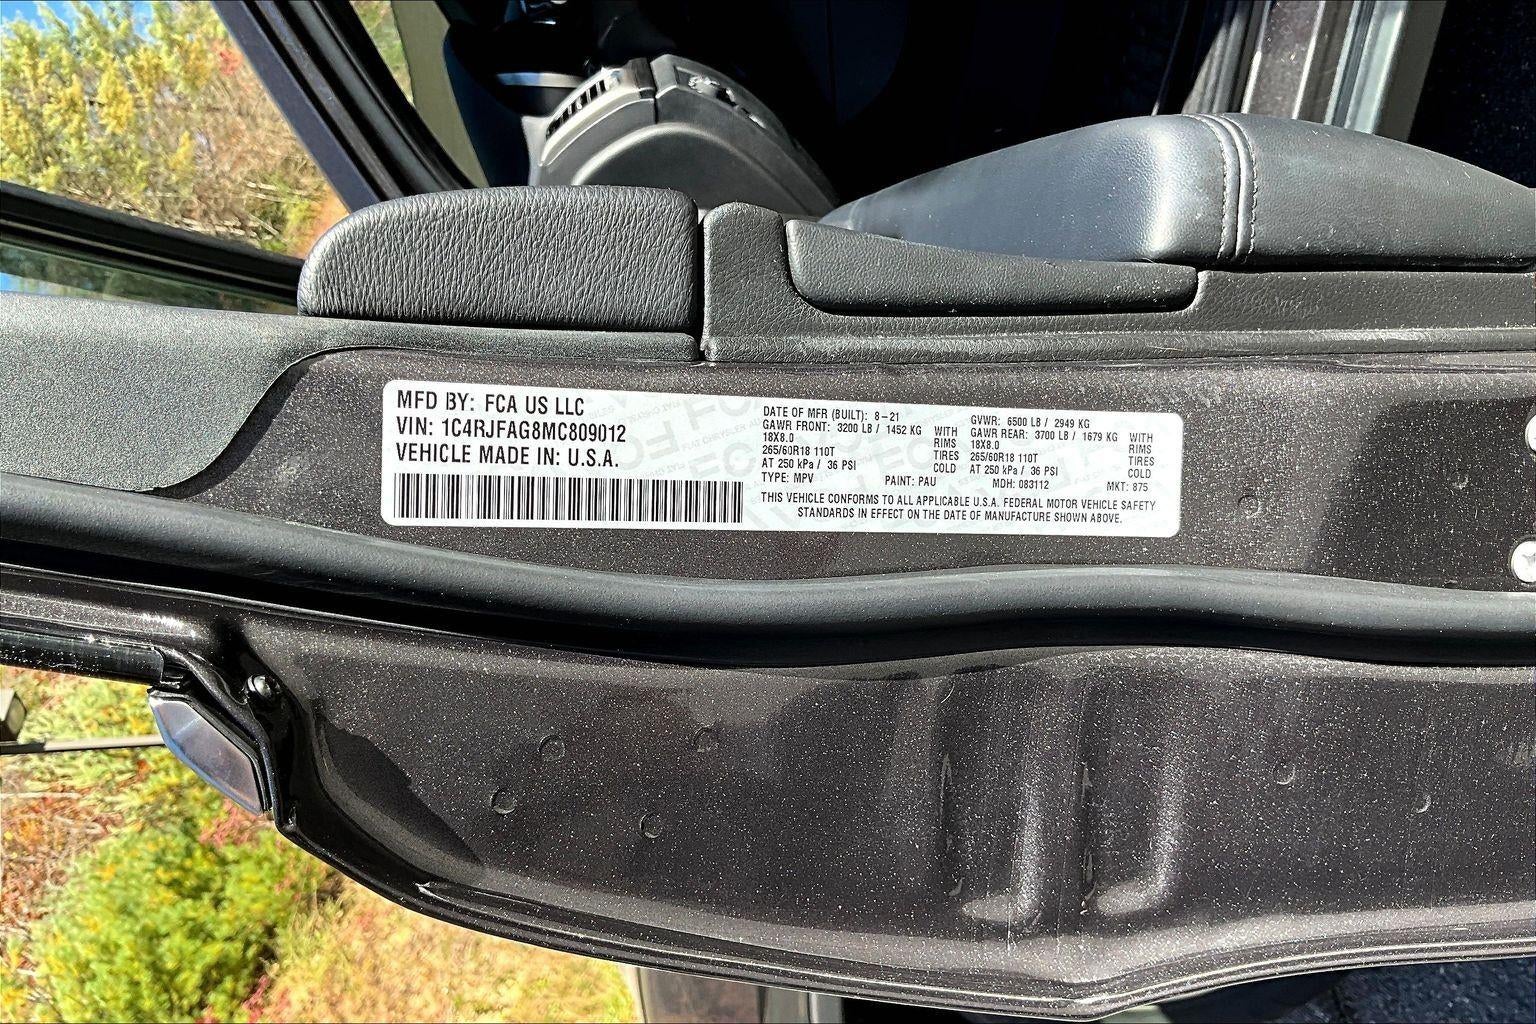 MFD BY: FCA US LLC
VIN: 1C4RJFAG8MC809012
VEHICLE MADE IN: U.S.A.
DATE OF MFR (BUILT): 8-21
GAWR FRONT: 3200 LB / 1452 KG WITH
18X8.0 RIMS
265/60R18 110T TIRES
AT 250 kPa / 36 PSI COLD
TYPE: MPV PAINT: PAU
GVWR: 6500 LB / 2949 KG
GAWR REAR: 3700 LB / 1679 KG WITH
18X8.0 RIMS
265/60R18 110T TIRES
AT 250 kPa / 36 PSI COLD
MDH: 083112 MKT: 875
THIS VEHICLE CONFORMS TO ALL APPLICABLE U.S.A. FEDERAL MOTOR VEHICLE SAFETY
STANDARDS IN EFFECT ON THE DATE OF MANUFACTURE SHOWN ABOVE.